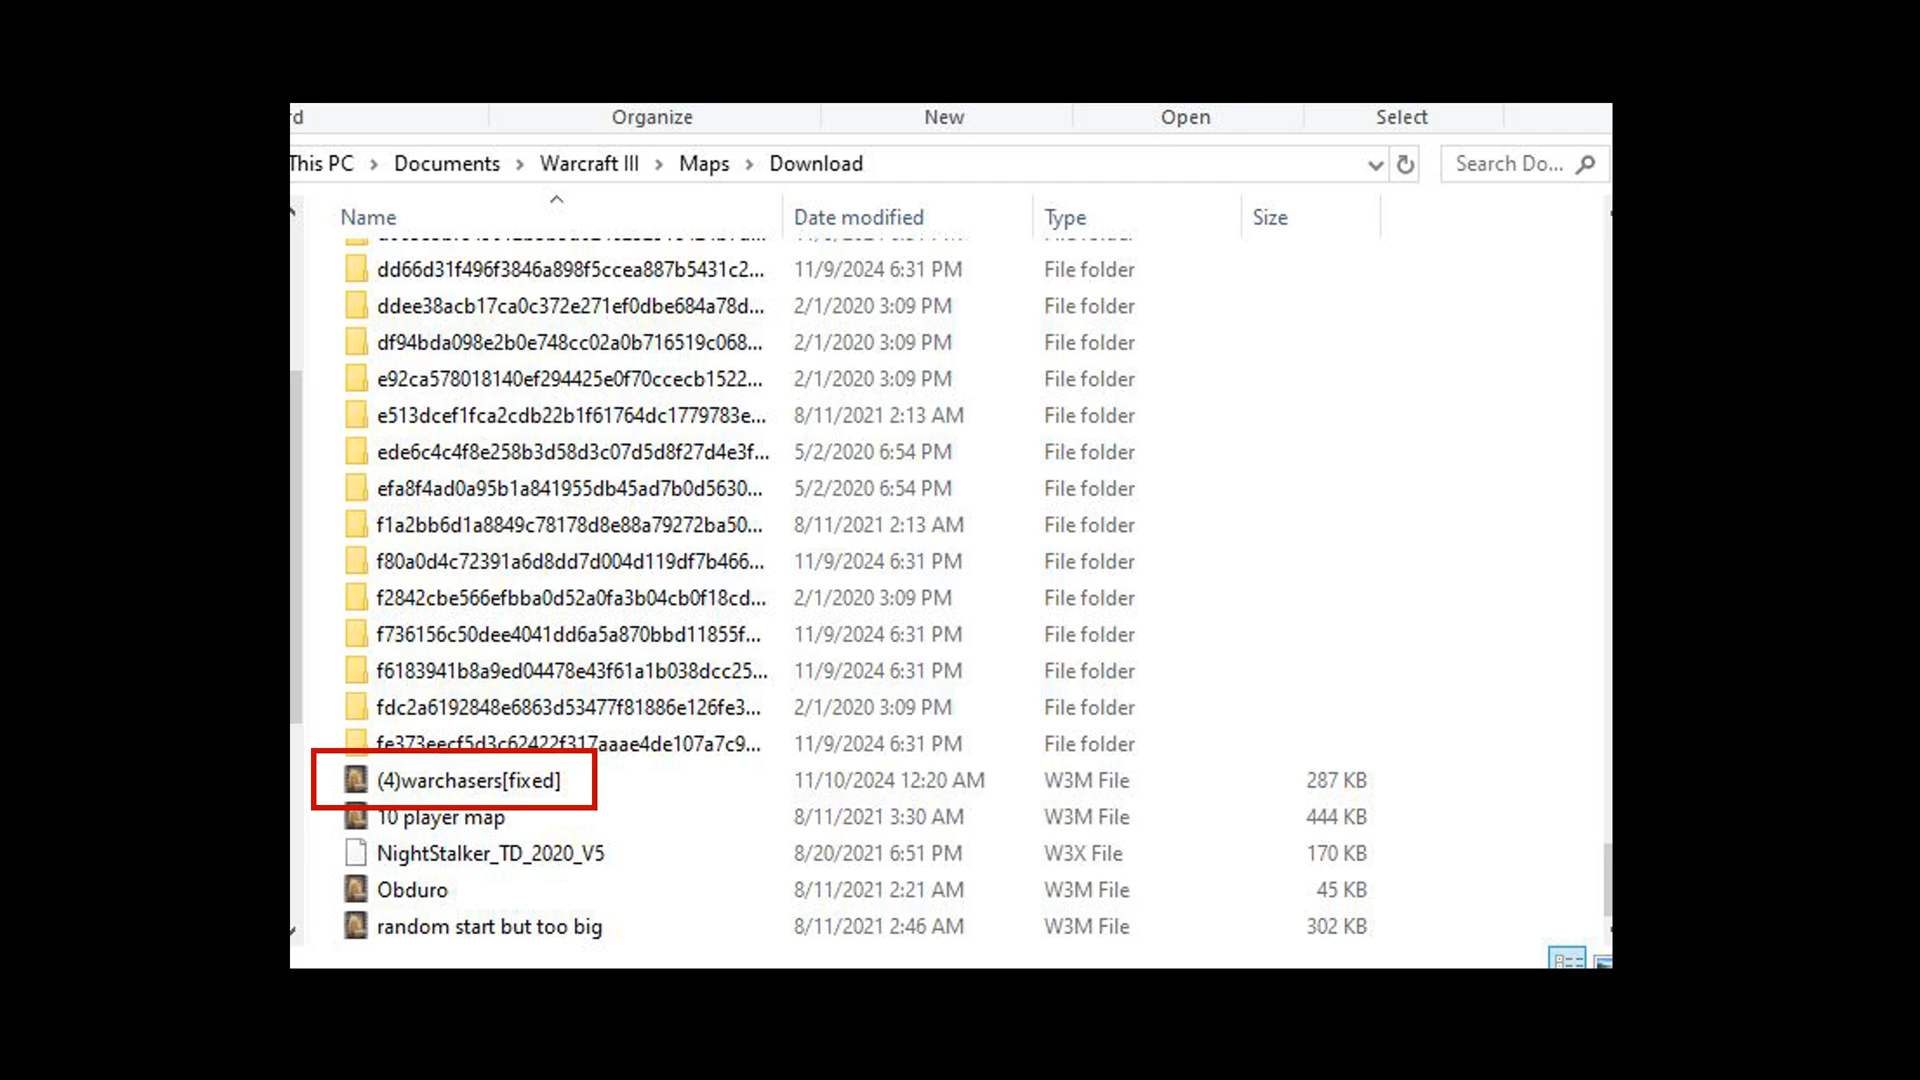 rd Organize New Open Select
This PC > Documents > Warcraft III > Maps > Download Search Do...
Name Date modified Type Size
dd66d31f496f3846a898f5ccea887b5431c2... 11/9/2024 6:31 PM File folder
ddee38acb17ca0c372e271ef0dbe684a78d... 2/1/2020 3:09 PM File folder
df94bda098e2b0e748cc02a0b716519c068... 2/1/2020 3:09 PM File folder
e92ca578018140ef294425e0f70ccecb1522... 2/1/2020 3:09 PM File folder
e513dcef1fca2cdb22b1f61764dc1779783e... 8/11/2021 2:13 AM File folder
ede6c4c4f8e258b3d58d3c07d5d8f27d4e3f... 5/2/2020 6:54 PM File folder
efa8f4ad0a95b1a841955db45ad7b0d5630... 5/2/2020 6:54 PM File folder
f1a2bb6d1a8849c78178d8e88a79272ba50... 8/11/2021 2:13 AM File folder
f80a0d4c72391a6d8dd7d004d119df7b466... 11/9/2024 6:31 PM File folder
f2842cbe566efbba0d52a0fa3b04cb0f18cd... 2/1/2020 3:09 PM File folder
f736156c50dee4041dd6a5a870bbd11855f... 11/9/2024 6:31 PM File folder
f6183941b8a9ed04478e43f61a1b038dcc25... 11/9/2024 6:31 PM File folder
fdc2a6192848e6863d53477f81886e126fe3... 2/1/2020 3:09 PM File folder
fe373eecf5d3c62422f317aaae4de107a7c9... 11/9/2024 6:31 PM File folder
(4)warchasers[fixed] 11/10/2024 12:20 AM W3M File 287 KB
10 player map 8/11/2021 3:30 AM W3M File 444 KB
NightStalker_TD_2020_V5 8/20/2021 6:51 PM W3X File 170 KB
Obduro 8/11/2021 2:21 AM W3M File 45 KB
random start but too big 8/11/2021 2:46 AM W3M File 302 KB